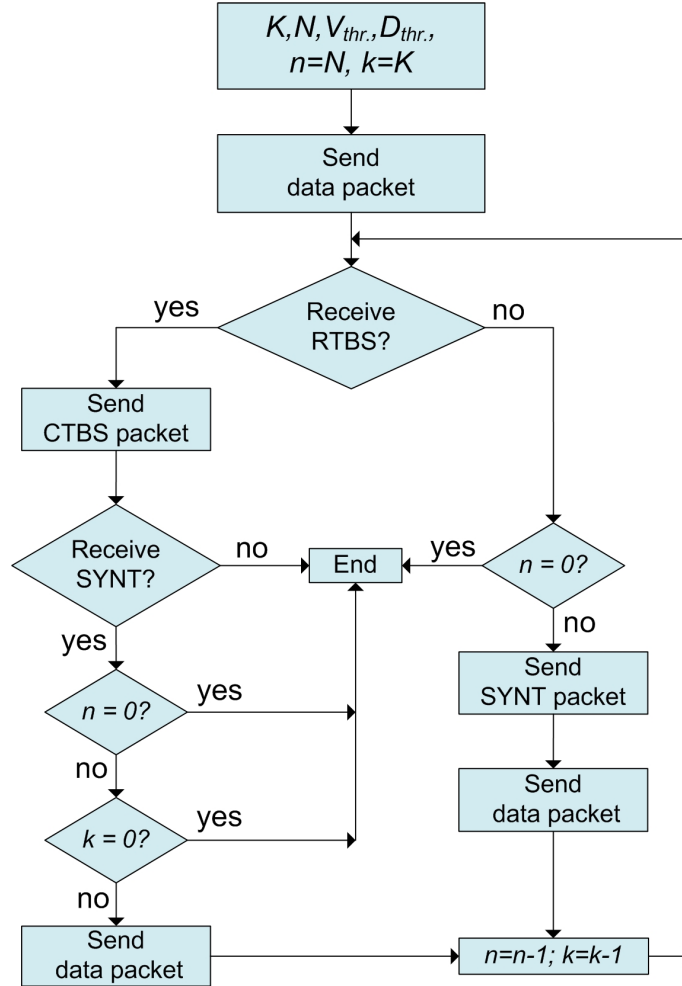 K,N,Vthr.,Dthr.,
n=N, k=K
Send
data packet
Receive
RTBS?
yes
no
Send
CTBS packet
Receive
SYNT?
no
End
yes
n = 0?
yes
no
n = 0?
yes
Send
SYNT packet
no
k = 0?
yes
Send
data packet
no
Send
data packet
n=n-1; k=k-1